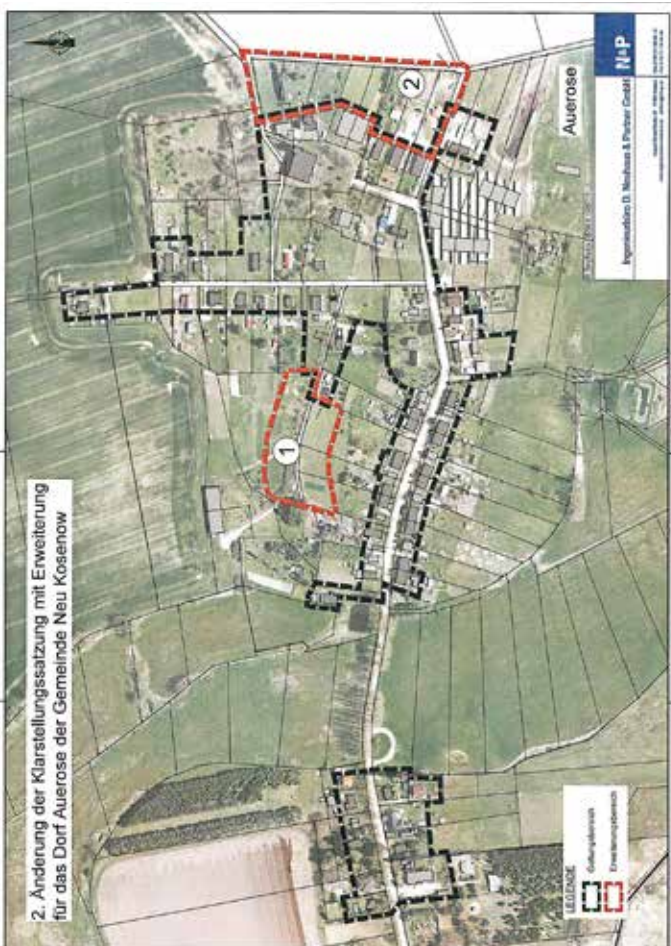 2. Änderung der Klarstellungssatzung mit Erweiterung
für das Dorf Auerose der Gemeinde Neu Kosenow
1
2
Auerose
N&P
Ingenieurbüro D. Neuhaus & Partner GmbH
LEGENDE
Geltungsbereich
Erweiterungsbereich